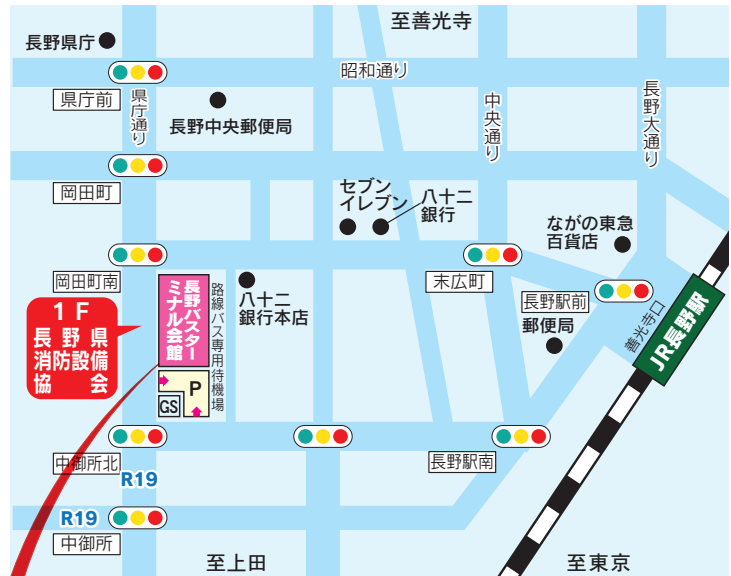 至善光寺
長野県庁
昭和通り
県庁前
県庁通り
長野中央郵便局
中央通り
長野大通り
岡田町
セブン
イレブン
八十二
銀行
ながの東急
百貨店
岡田町南
末広町
長野駅前
郵便局
善光寺口
JR長野駅
1F
長野県
消防設備
協会
長野バスター
ミナル会館
路線バス専用待機場
八十二
銀行本店
P
GS
中御所北
長野駅南
R19
R19
中御所
至上田
至東京